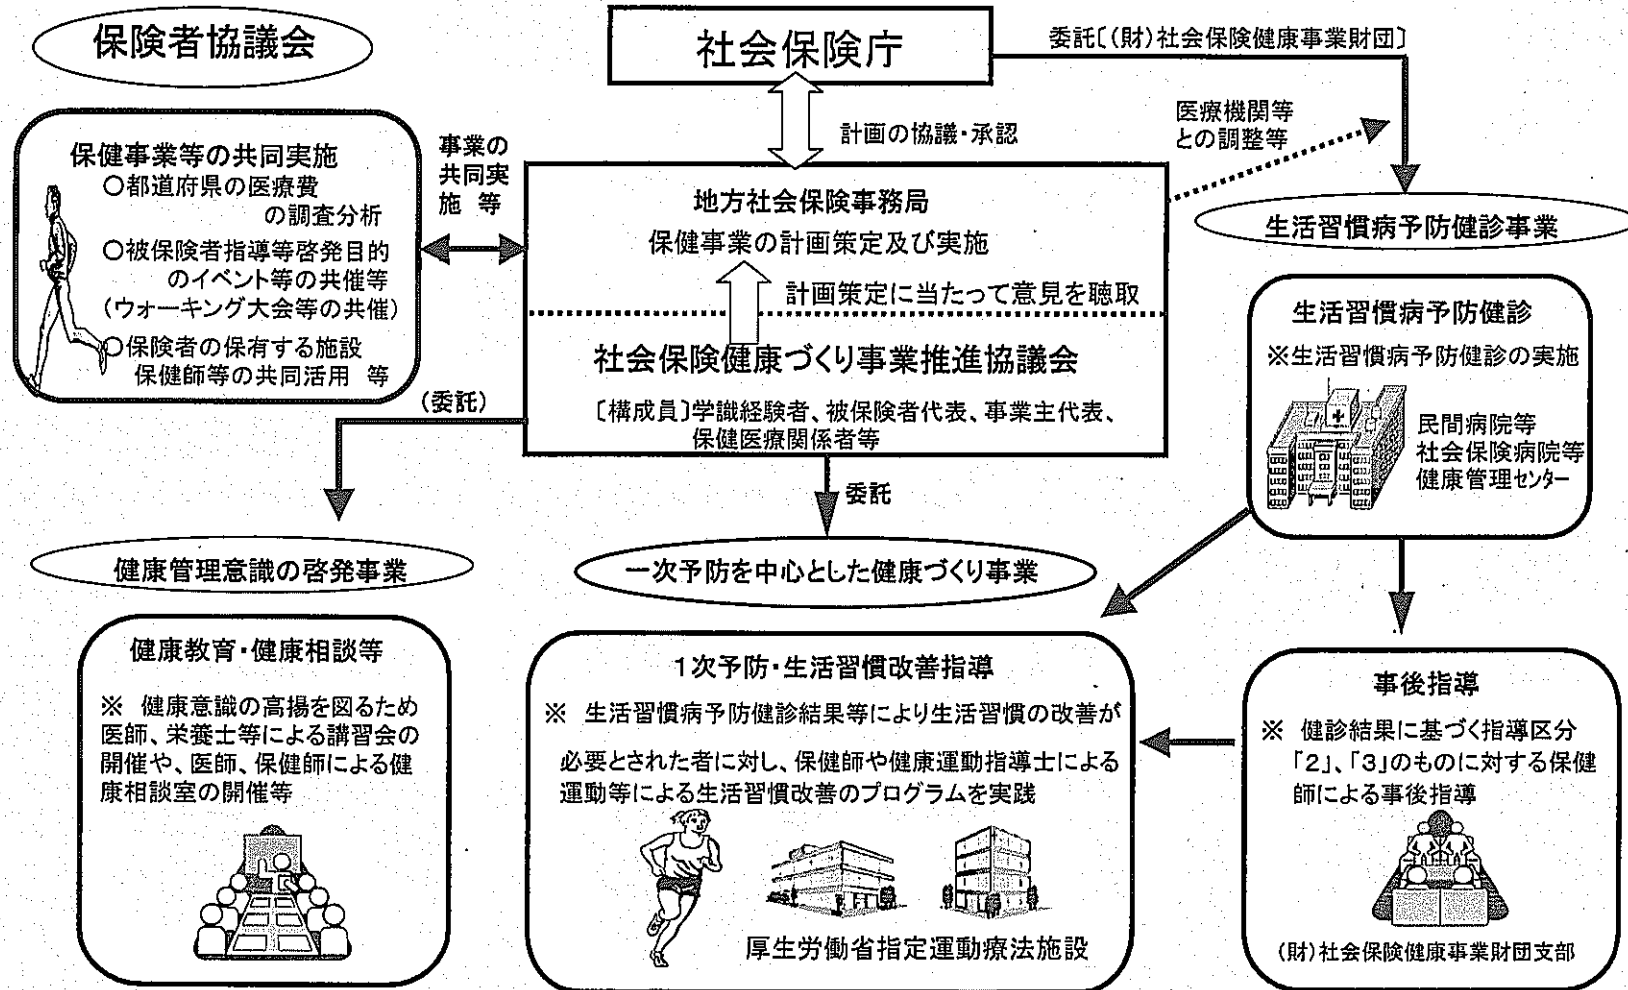 保険者協議会
社会保険庁
委託〔(財)社会保険健康事業財団〕
計画の協議・承認
医療機関等
との調整等
保健事業等の共同実施
○都道府県の医療費
の調査分析
○被保険者指導等啓発目的
のイベント等の共催等
(ウォーキング大会等の共催)
○保険者の保有する施設
保健師等の共同活用 等
事業の
共同実
施 等
地方社会保険事務局
保健事業の計画策定及び実施
計画策定に当たって意見を聴取
社会保険健康づくり事業推進協議会
〔構成員〕学識経験者、被保険者代表、事業主代表、
保健医療関係者等
生活習慣病予防健診事業
生活習慣病予防健診
※生活習慣病予防健診の実施
民間病院等
社会保険病院等
健康管理センター
(委託)
委託
健康管理意識の啓発事業
一次予防を中心とした健康づくり事業
健康教育・健康相談等
※ 健康意識の高揚を図るため
医師、栄養士等による講習会の
開催や、医師、保健師による健
康相談室の開催等
1次予防・生活習慣改善指導
※ 生活習慣病予防健診結果等により生活習慣の改善が
必要とされた者に対し、保健師や健康運動指導士による
運動等による生活習慣改善のプログラムを実践
厚生労働省指定運動療法施設
事後指導
※ 健診結果に基づく指導区分
「2」、「3」のものに対する保健
師による事後指導
(財)社会保険健康事業財団支部